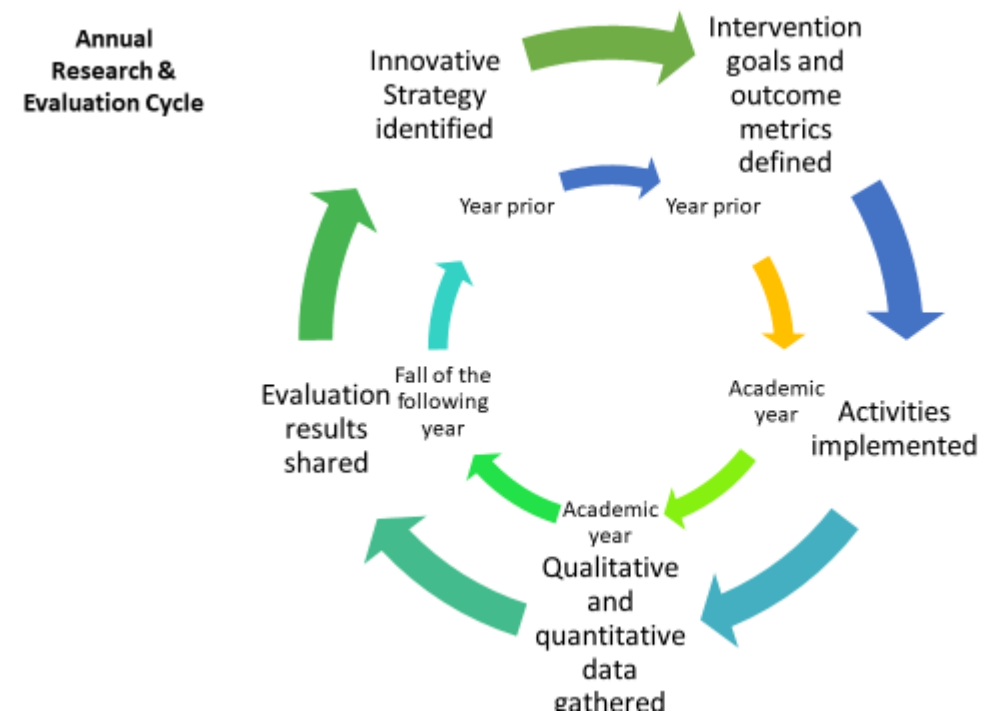 Annual
Research &
Evaluation Cycle
Innovative
Strategy
identified
Intervention
goals and
outcome
metrics
defined
Year prior
Year prior
Academic
year
Activities
implemented
Academic
year
Qualitative
and
quantitative
data
gathered
Fall of the
following
year
Evaluation
results
shared